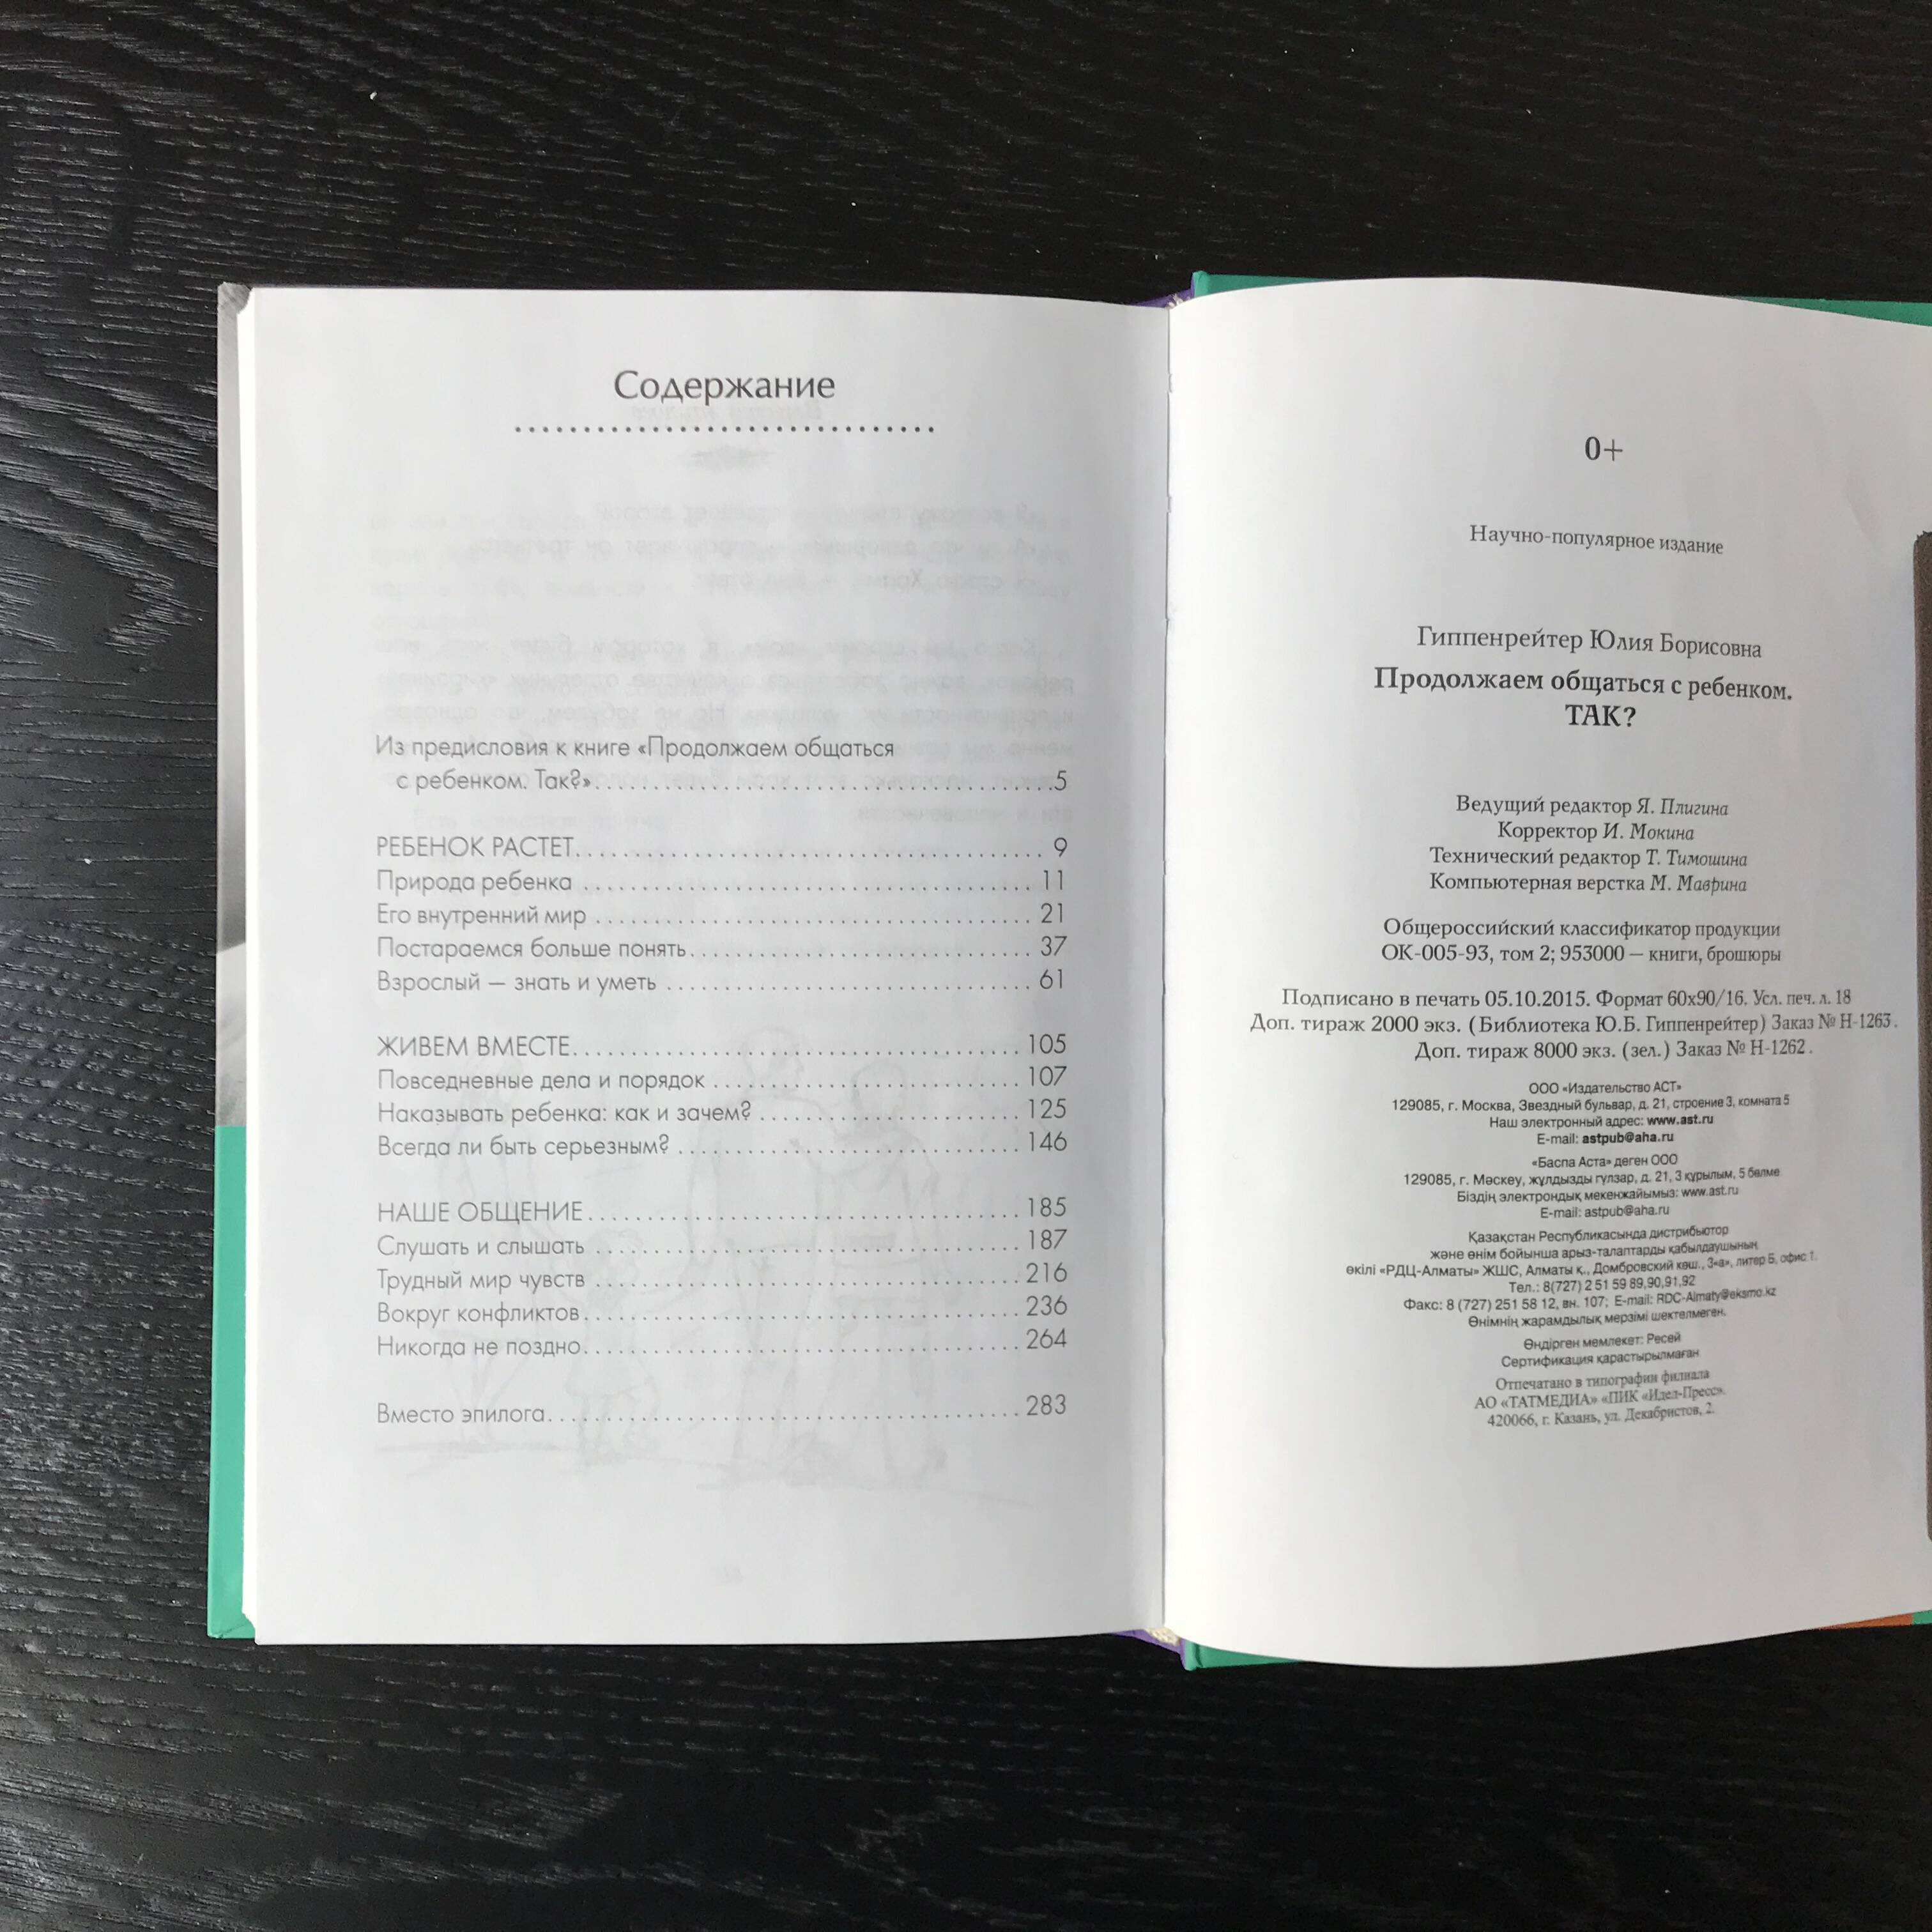 Содержание
Из предисловия к книге «Продолжаем общаться
с ребенком. Так?»..................................5
РЕБЕНОК РАСТЕТ.................................. 9
Природа ребенка .................................. 11
Его внутренний мир .................................. 21
Постараемся больше понять.................................. 37
Взрослый — знать и уметь .................................. 61
ЖИВЕМ ВМЕСТЕ.................................. 105
Повседневные дела и порядок .................................. 107
Наказывать ребенка: как и зачем? .................................. 125
Всегда ли быть серьезным? .................................. 146
НАШЕ ОБЩЕНИЕ.................................. 185
Слушать и слышать .................................. 187
Трудный мир чувств .................................. 216
Вокруг конфликтов.................................. 236
Никогда не поздно.................................. 264
Вместо эпилога.................................. 283
0+
Научно-популярное издание
Гиппенрейтер Юлия Борисовна
Продолжаем общаться с ребенком.
ТАК?
Ведущий редактор Я. Плигина
Корректор И. Мокина
Технический редактор Т. Тимошина
Компьютерная верстка М. Маврина
Общероссийский классификатор продукции
ОК-005-93, том 2; 953000 — книги, брошюры
Подписано в печать 05.10.2015. Формат 60х90/16. Усл. печ. л. 18
Доп. тираж 2000 экз. (Библиотека Ю.Б. Гиппенрейтер) Заказ № Н-1263.
Доп. тираж 8000 экз. (зел.) Заказ № Н-1262.
ООО «Издательство АСТ»
129085, г. Москва, Звездный бульвар, д. 21, строение 3, комната 5
Наш электронный адрес: www.ast.ru
E-mail: astpub@aha.ru
«Баспа Аста» деген ООО
129085, г. Мәскеу, жұлдызды гүлзар, д. 21, 3 құрылым, 5 бөлме
Біздің электрондық мекенжайымыз: www.ast.ru
E-mail: astpub@aha.ru
Қазақстан Республикасында дистрибьютор
және өнім бойынша арыз-талаптарды қабылдаушының
өкілі «РДЦ-Алматы» ЖШС, Алматы қ., Домбровский көш., 3«а», литер Б, офис 1.
Тел.: 8(727) 2 51 59 89,90,91,92
Факс: 8 (727) 251 58 12, вн. 107; E-mail: RDC-Almaty@eksmo.kz
Өнімнің жарамдылық мерзімі шектелмеген.
Өндірген мемлекет: Ресей
Сертификация қарастырылмаған
Отпечатано в типографии филиала
АО «ТАТМЕДИА» «ПИК «Идел-Пресс».
420066, г. Казань, ул. Декабристов, 2.